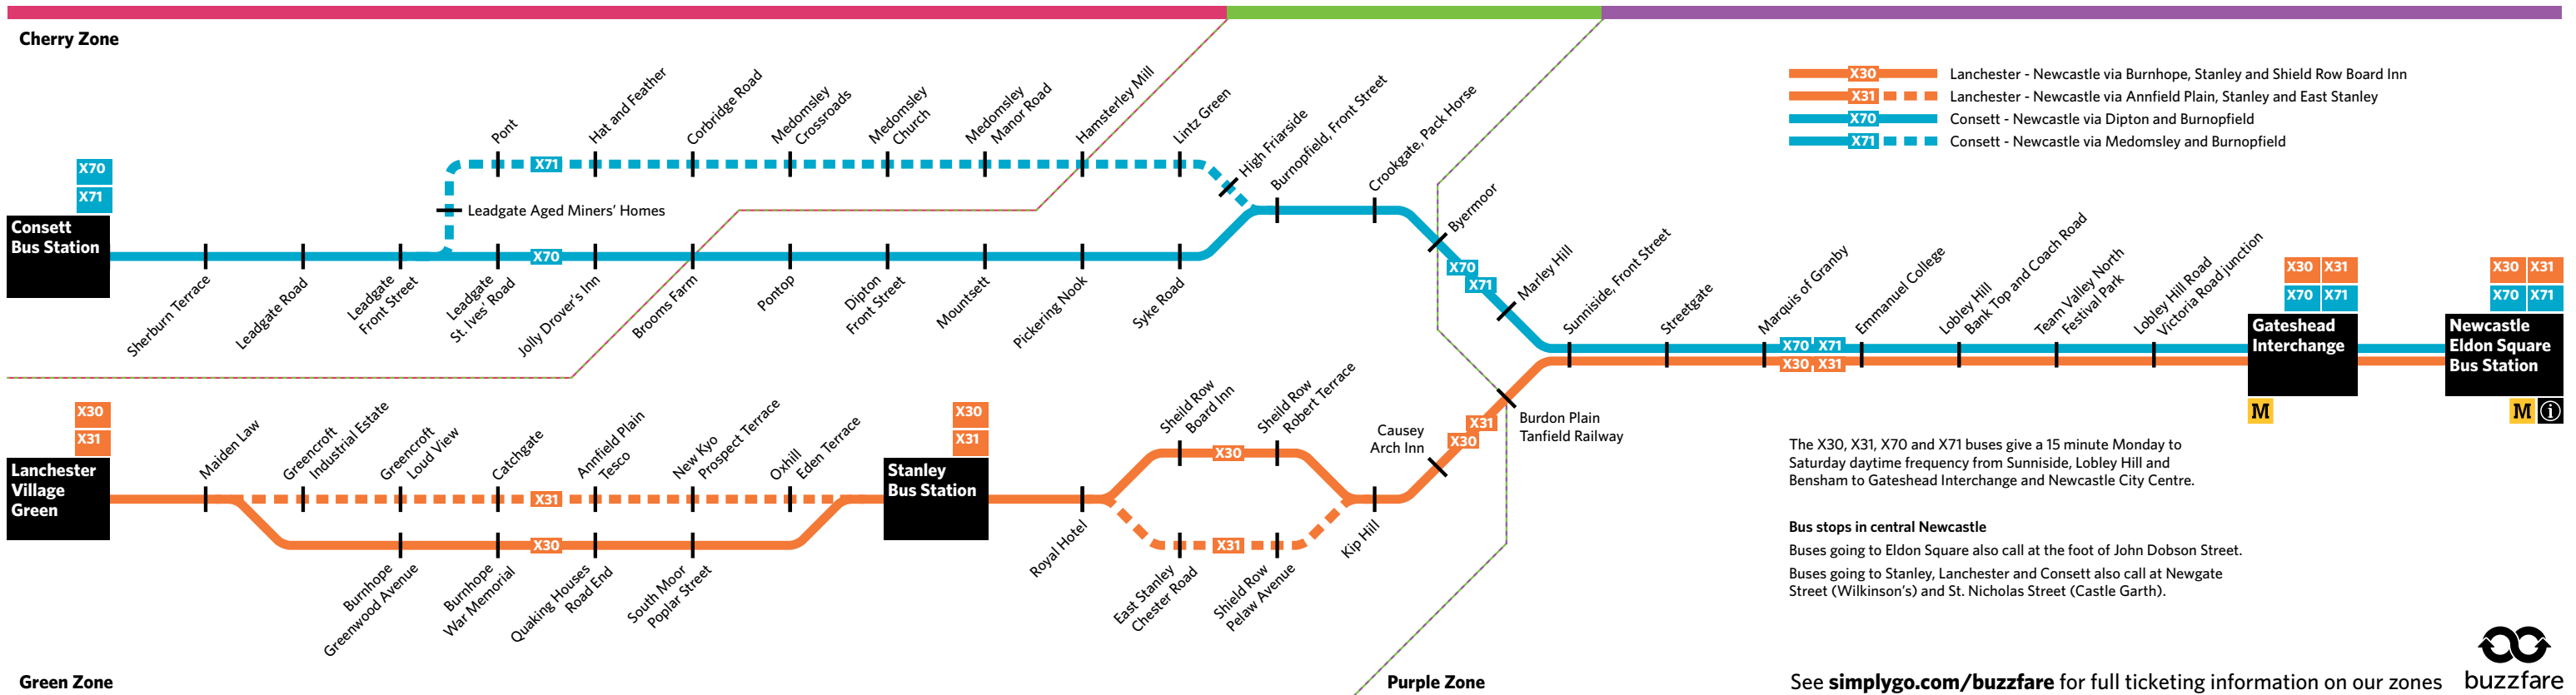 Cherry Zone
X30 Lanchester - Newcastle via Burnhope, Stanley and Shield Row Board Inn
X31 Lanchester - Newcastle via Annfield Plain, Stanley and East Stanley
X70 Consett - Newcastle via Dipton and Burnopfield
X71 Consett - Newcastle via Medomsley and Burnopfield
Pont
Hat and Feather
Corbridge Road
Medomsley
Crossroads
Medomsley
Church
Medomsley
Manor Road
Hamsterley Mill
Lintz Green
High Friarside
Burnopfield, Front Street
Crookgate, Pack Horse
Byermoor
Marley Hill
X71
X70
X71
Leadgate Aged Miners' Homes
Consett
Bus Station
X70
Sherburn Terrace
Leadgate Road
Leadgate
Front Street
Leadgate
St. Ives' Road
Jolly Drover's Inn
Brooms Farm
Pontop
Dipton
Front Street
Mountsett
Pickering Nook
Syke Road
X70
X71
Sunniside, Front Street
Streetgate
Marquis of Granby
Emmanuel College
Lobley Hill
Bank Top and Coach Road
Team Valley North
Festival Park
Lobley Hill Road
Victoria Road junction
X70 X71
X30 X31
X30 X31
X70 X71
Gateshead
Interchange
M
X30 X31
X70 X71
Newcastle
Eldon Square
Bus Station
M i
X30
X31
Lanchester
Village
Green
Maiden Law
Greencroft
Industrial Estate
Greencroft
Loud View
Catchgate
Annfield Plain
Tesco
New Kyo
Prospect Terrace
Oxhill
Eden Terrace
X31
X30
Burnhope
Greenwood Avenue
Burnhope
War Memorial
Quaking Houses
Road End
South Moor
Poplar Street
X30
X31
Stanley
Bus Station
Royal Hotel
Sheild Row
Board Inn
Sheild Row
Robert Terrace
X30
X31
East Stanley
Chester Road
Shield Row
Pelaw Avenue
Kip Hill
Causey
Arch Inn
X31
X30
Burdon Plain
Tanfield Railway
The X30, X31, X70 and X71 buses give a 15 minute Monday to
Saturday daytime frequency from Sunniside, Lobley Hill and
Bensham to Gateshead Interchange and Newcastle City Centre.
Bus stops in central Newcastle
Buses going to Eldon Square also call at the foot of John Dobson Street.
Buses going to Stanley, Lanchester and Consett also call at Newgate
Street (Wilkinson's) and St. Nicholas Street (Castle Garth).
Green Zone
Purple Zone
See simplygo.com/buzzfare for full ticketing information on our zones
buzzfare